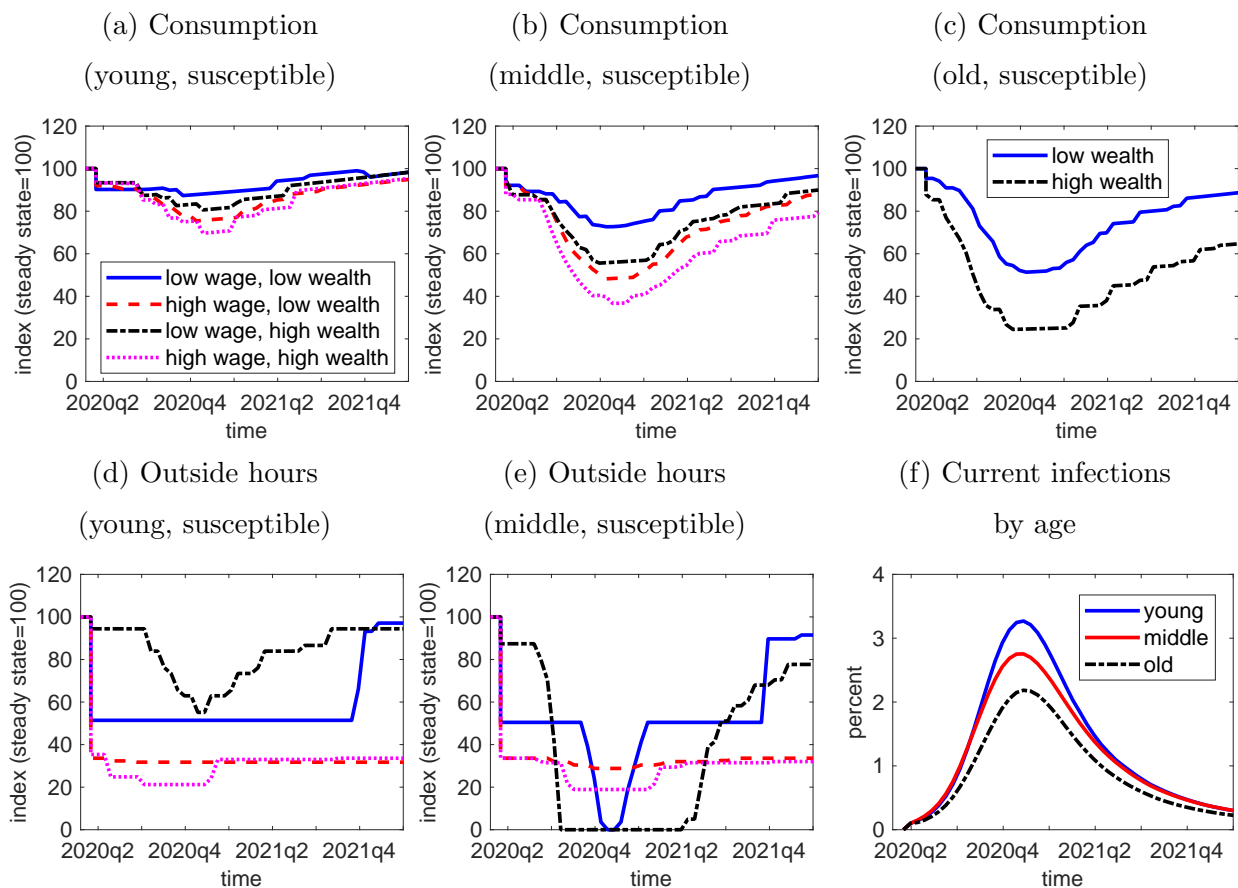 (a) Consumption
(young, susceptible)
(b) Consumption
(middle, susceptible)
(c) Consumption
(old, susceptible)
index (steady state=100)
120
100
80
60
40
20
0
low wage, low wealth
high wage, low wealth
low wage, high wealth
high wage, high wealth
2020q2 2020q4 2021q2 2021q4
time
index (steady state=100)
120
100
80
60
40
20
0
2020q2 2020q4 2021q2 2021q4
time
index (steady state=100)
120
100
80
60
40
20
0
low wealth
high wealth
2020q2 2020q4 2021q2 2021q4
time
(d) Outside hours
(young, susceptible)
(e) Outside hours
(middle, susceptible)
(f) Current infections
by age
index (steady state=100)
120
100
80
60
40
20
0
2020q2 2020q4 2021q2 2021q4
time
index (steady state=100)
120
100
80
60
40
20
0
2020q2 2020q4 2021q2 2021q4
time
percent
4
3
2
1
0
young
middle
old
2020q2 2020q4 2021q2 2021q4
time